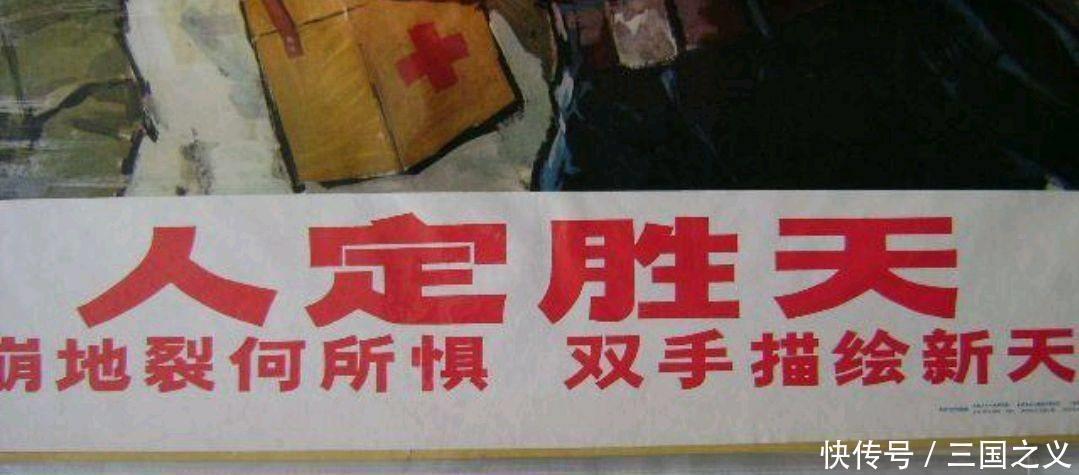 人定胜天
崩地裂何所惧 双手描绘新天
快传号 / 三国之义